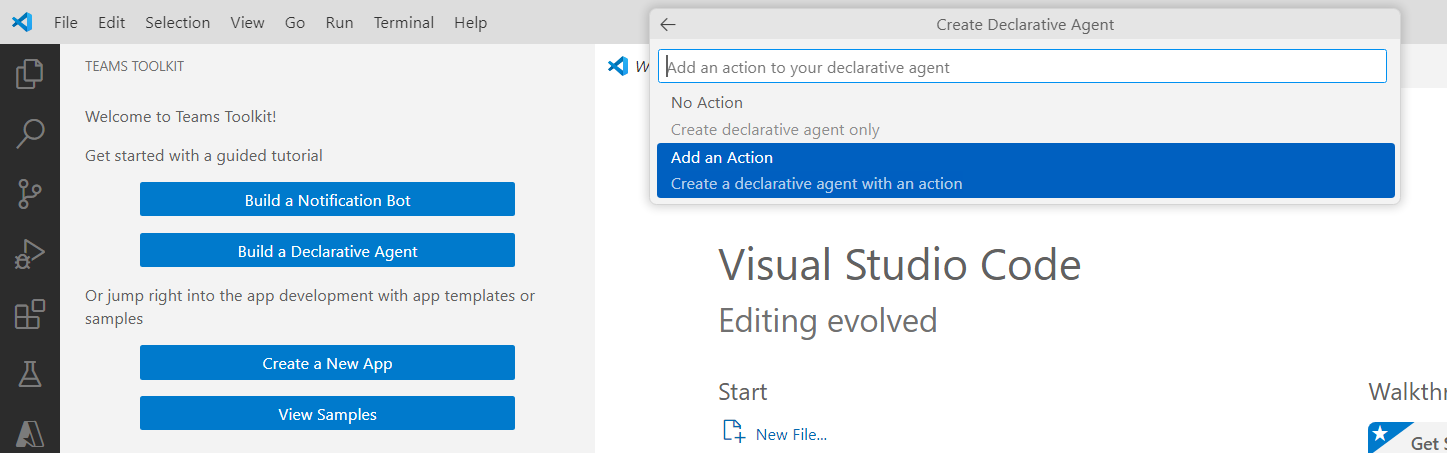 File Edit Selection View Go Run Terminal Help
Create Declarative Agent
TEAMS TOOLKIT
Add an action to your declarative agent
No Action
Create declarative agent only
Add an Action
Create a declarative agent with an action
Welcome to Teams Toolkit!
Get started with a guided tutorial
Build a Notification Bot
Build a Declarative Agent
Or jump right into the app development with app templates or
samples
Create a New App
View Samples
Visual Studio Code
Editing evolved
Start
New File...
Walkthr
Get S